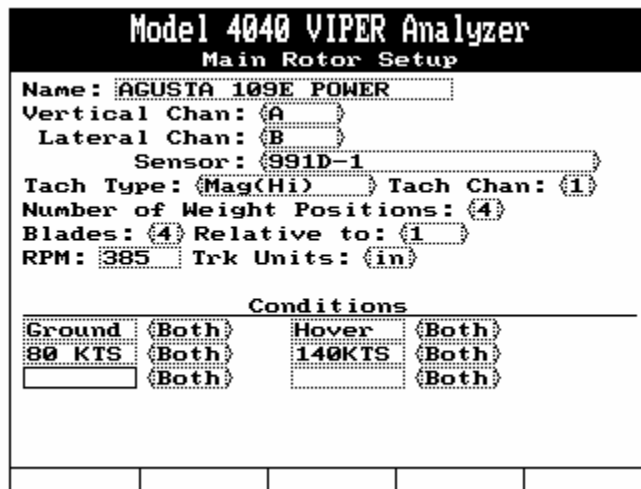 Model 4040 VIPER Analyzer
Main Rotor Setup
Name: AGUSTA 109E POWER
Vertical Chan: A
Lateral Chan: B
Sensor: 991D-1
Tach Type: Mag(Hi) Tach Chan: 1
Number of Weight Positions: 4
Blades: 4 Relative to: 1
RPM: 385 Trk Units: in
Conditions
Ground Both Hover Both
80 KTS Both 140KTS Both
Both Both